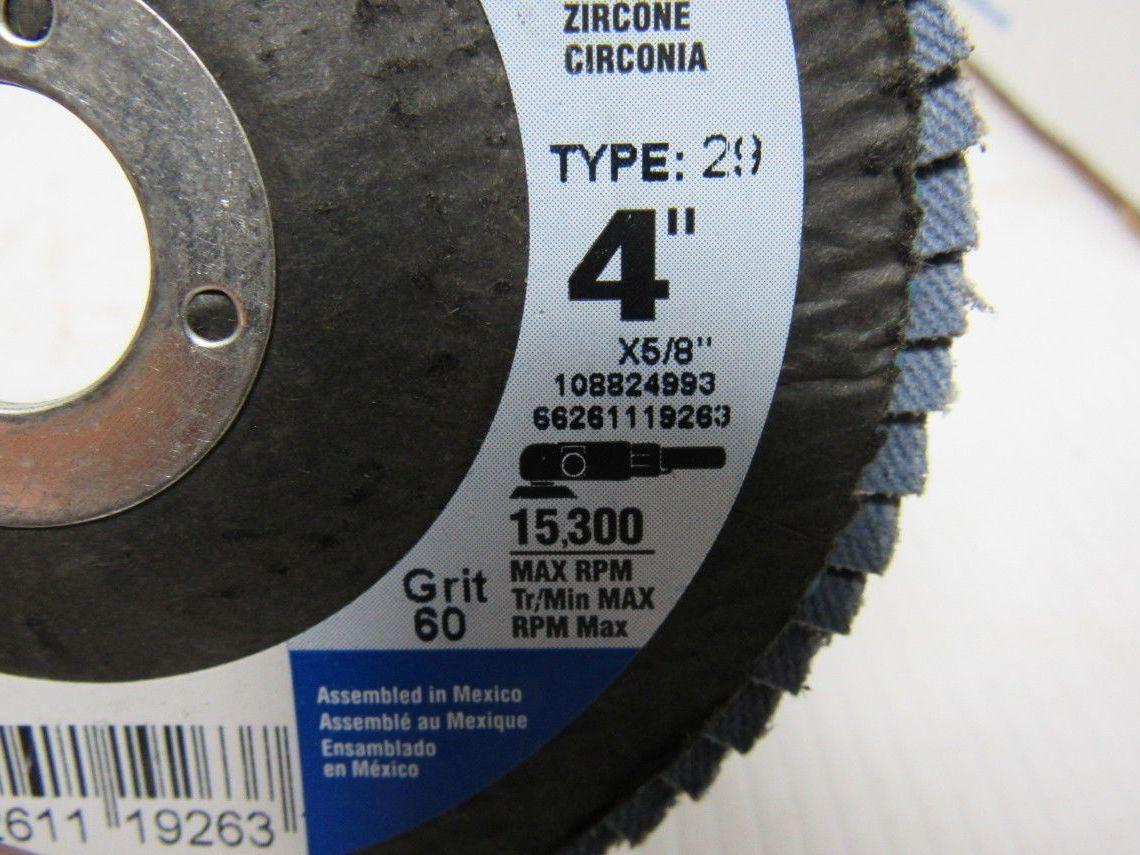 ZIRCONE
CIRCONIA
TYPE: 29
4"
X5/8"
108824993
66261119263
15,300
MAX RPM
Tr/Min MAX
RPM Max
Grit
60
Assembled in Mexico
Assemblé au Mexique
Ensamblado
en México
2611 19263